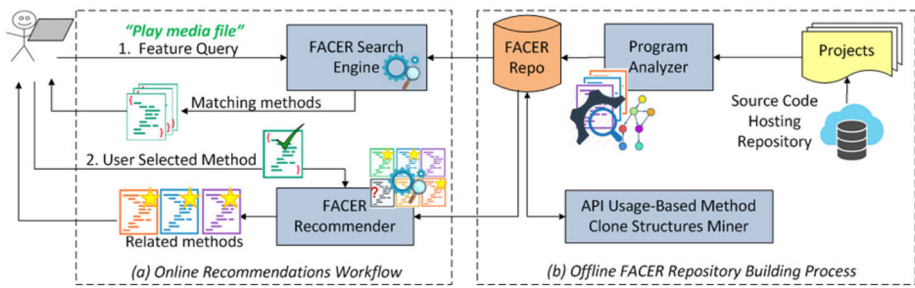 "Play media file"
1. Feature Query
FACER Search
Engine
Matching methods
2. User Selected Method
FACER
Recommender
Related methods
(a) Online Recommendations Workflow
FACER
Repo
Program
Analyzer
Projects
Source Code
Hosting
Repository
API Usage-Based Method
Clone Structures Miner
(b) Offline FACER Repository Building Process